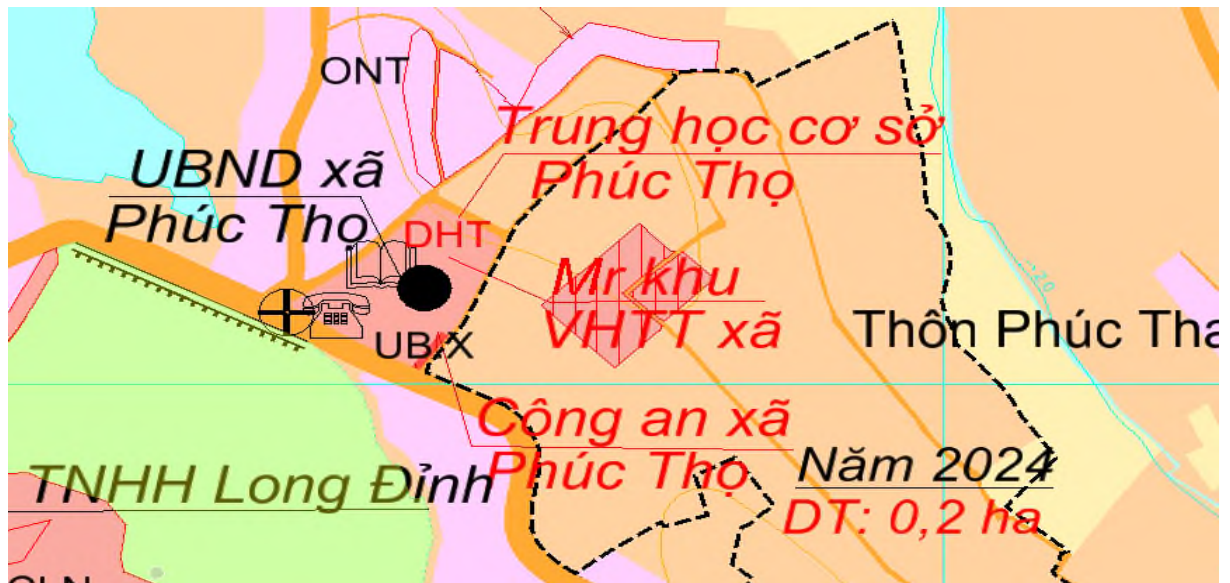 ONT
Trung học cơ sở
Phúc Thọ
UBND xã
Phúc Thọ
DHT
Mr khu
VHTT xã
UB/X
Thôn Phúc Tha
Công an xã
Phúc Thọ
Năm 2024
DT: 0,2 ha
TNHH Long Đỉnh